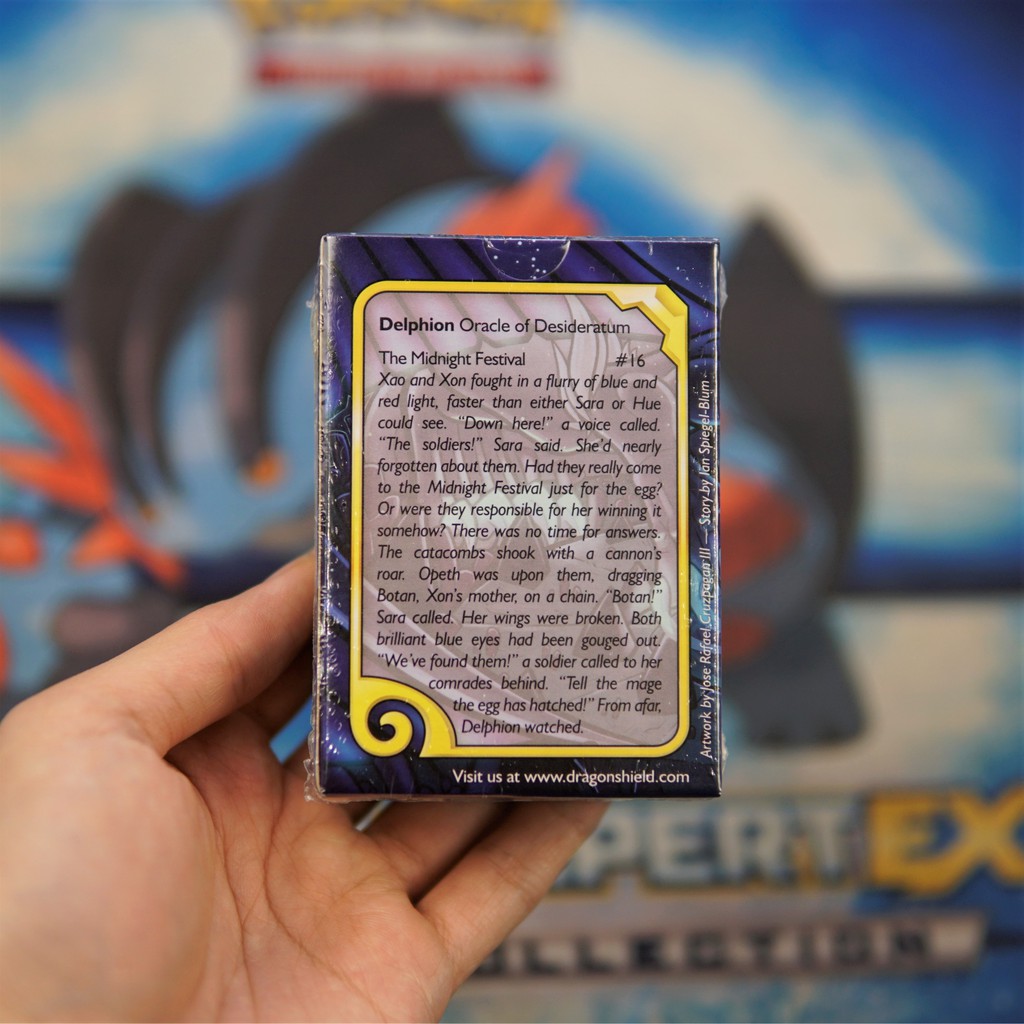 Delphion Oracle of Desideratum
The Midnight Festival #16
Xao and Xon fought in a flurry of blue and
red light, faster than either Sara or Hue
could see. “Down here!” a voice called.
“The soldiers!” Sara said. She’d nearly
forgotten about them. Had they really come
to the Midnight Festival just for the egg?
Or were they responsible for her winning it
somehow? There was no time for answers.
The catacombs shook with a cannon’s
roar. Opeth was upon them, dragging
Botan, Xon’s mother, on a chain. “Botan!”
Sara called. Her wings were broken. Both
brilliant blue eyes had been gouged out.
“We’ve found them!” a soldier called to her
comrades behind. “Tell the mage
the egg has hatched!” From afar,
Delphion watched.
Visit us at www.dragonshield.com
Artwork by Jose Rafael Cruzpagan III — Story by Jan Spiegel-Blum
PERT EX
LLECTION